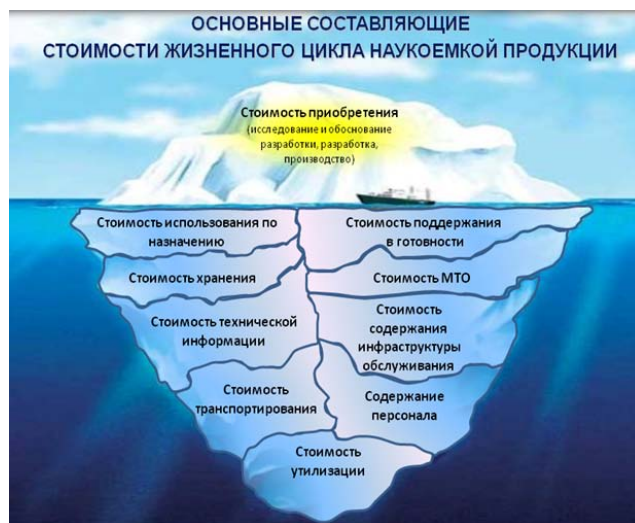 ОСНОВНЫЕ СОСТАВЛЯЮЩИЕ
СТОИМОСТИ ЖИЗНЕННОГО ЦИКЛА НАУКОЕМКОЙ ПРОДУКЦИИ
Стоимость приобретения
(исследование и обоснование
разработки, разработка,
производство)
Стоимость использования по
назначению
Стоимость поддержания
в готовности
Стоимость хранения
Стоимость МТО
Стоимость технической
информации
Стоимость
содержания
инфраструктуры
обслуживания
Стоимость
транспортирования
Содержание
персонала
Стоимость
утилизации